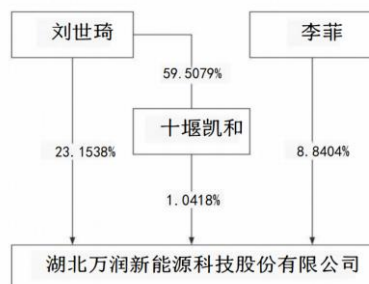 刘世琦
李菲
59.5079%
十堰凯和
23.1538%
8.8404%
1.0418%
湖北万润新能源科技股份有限公司